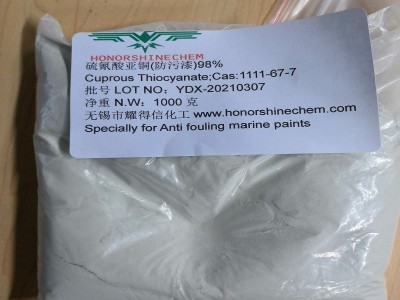 HONORSHINECHEM
硫氰酸亚铜(防污漆)98%
Cuprous Thiocyanate;Cas:1111-67-7
批号 LOT NO：YDX-20210307
净重 N.W：1000 克
无锡市耀得信化工 www.honorshinechem.com
Specially for Anti fouling marine paints